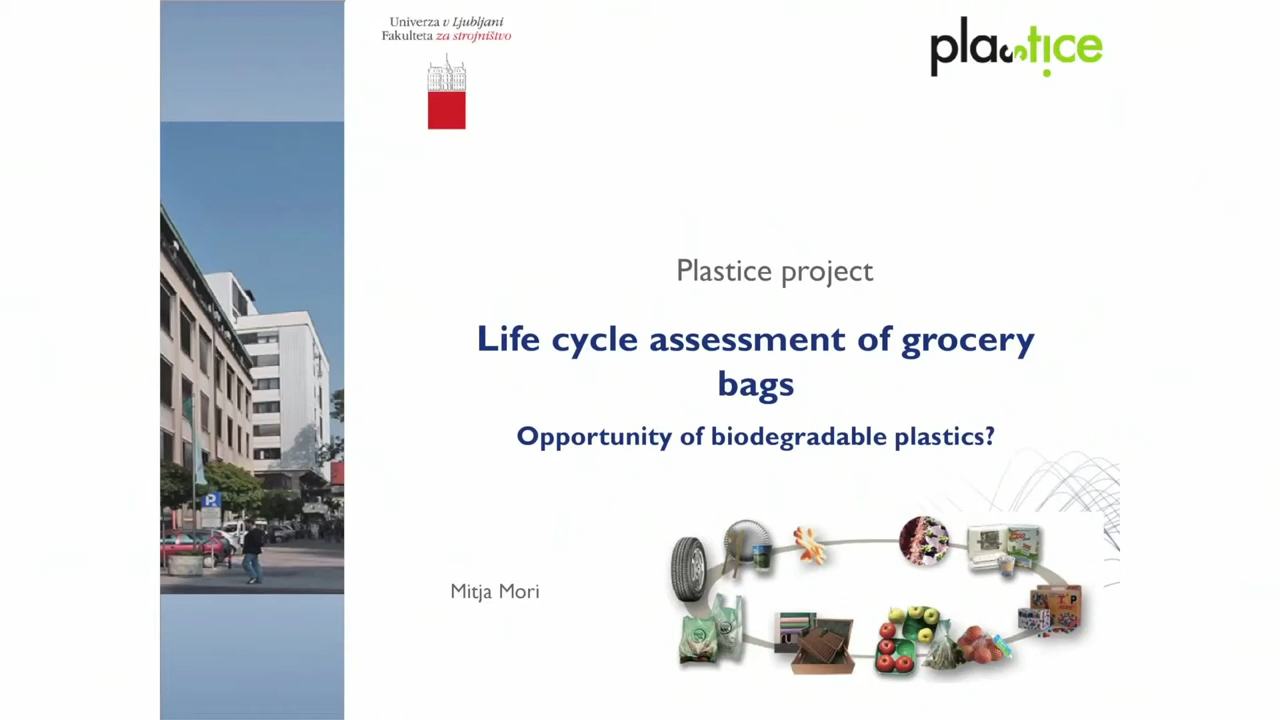 Univerza v Ljubljani
Fakulteta za strojništvo
plastice
Plastice project
Life cycle assessment of grocery
bags
Opportunity of biodegradable plastics?
Mitja Mori
P